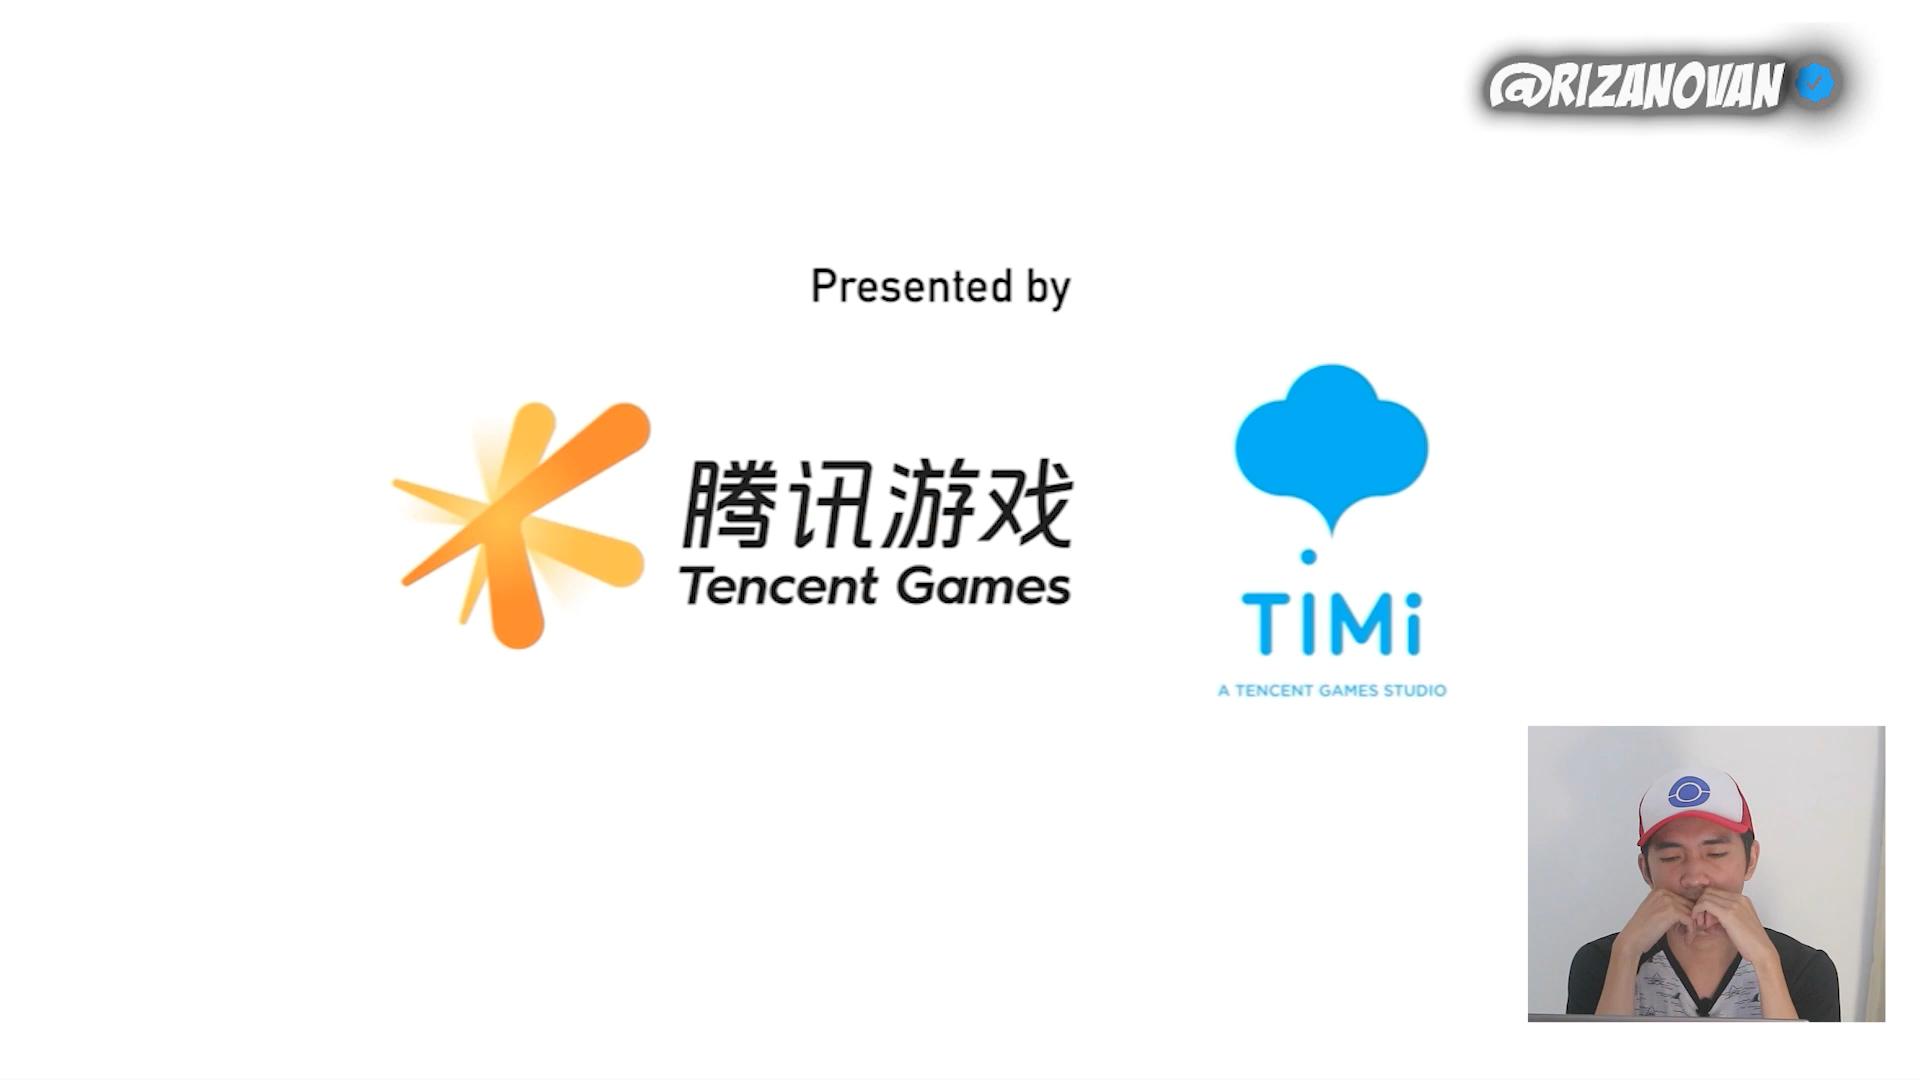 @RIZANOVAN
Presented by
腾讯游戏
Tencent Games
TiMi
A TENCENT GAMES STUDIO